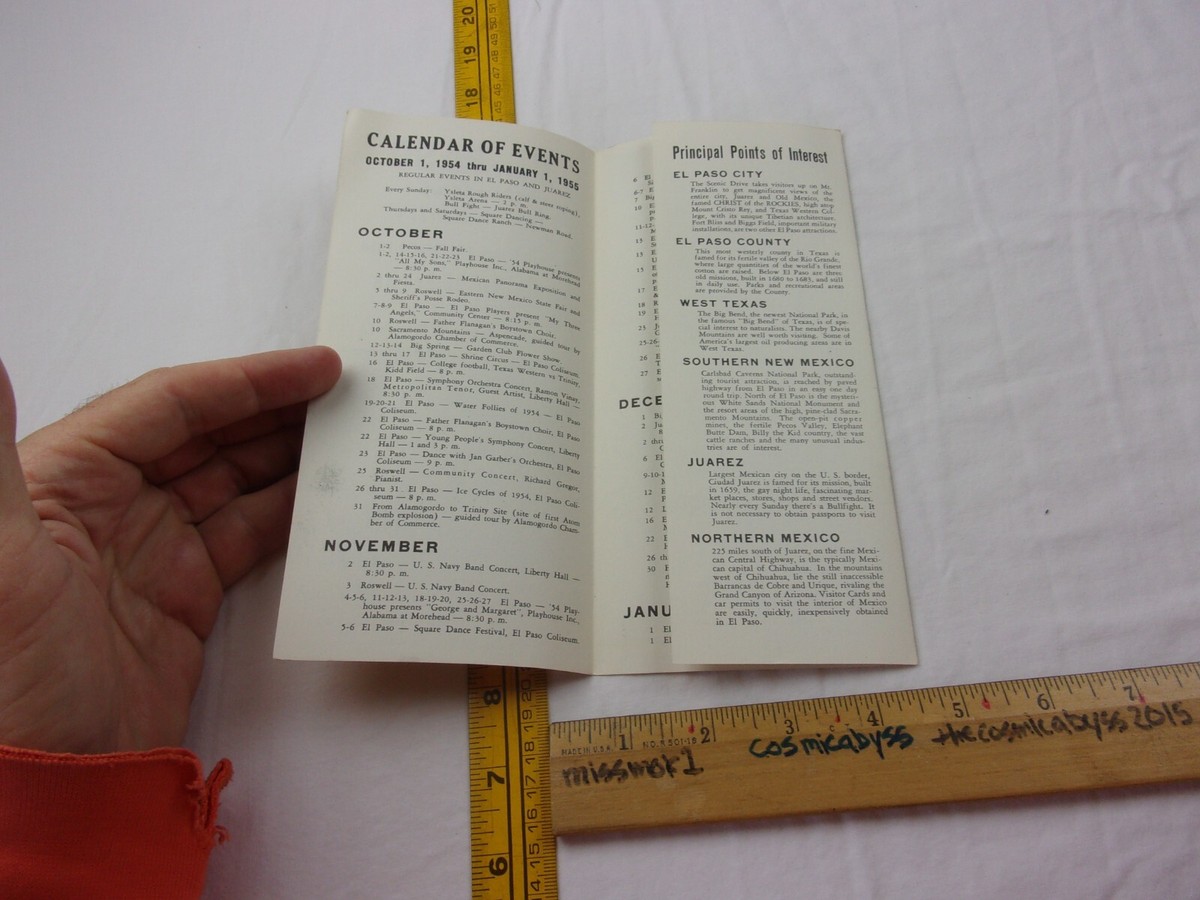 CALENDAR OF EVENTS
OCTOBER 1, 1954 thru JANUARY 1, 1955
REGULAR EVENTS IN EL PASO AND JUAREZ
Every Sunday: Ysleta Rough Riders (calf & steer roping),
Ysleta Arena — 1 p. m.
Bull Fight — Juarez Bull Ring.
Thursdays and Saturdays — Square Dancing —
Square Dance Ranch — Newman Road.
OCTOBER
1-2 Pecos — Fall Fair.
1-2, 14-15-16, 21-22-23 El Paso — '54 Playhouse presents
"All My Sons," Playhouse Inc., Alabama at Morehead
— 8:30 p. m.
2 thru 24 Juarez — Mexican Panorama Exposition and
Fiesta.
5 thru 9 Roswell — Eastern New Mexico State Fair and
Sheriff's Posse Rodeo.
7-8-9 El Paso — El Paso Players present "My Three
Angels," Community Center — 8:15 p. m.
10 Roswell — Father Flanagan's Boystown Choir.
10 Sacramento Mountains — Aspencade, guided tour by
Alamogordo Chamber of Commerce.
12-13-14 Big Spring — Garden Club Flower Show.
13 thru 17 El Paso — Shrine Circus — El Paso Coliseum.
16 El Paso — College football, Texas Western vs Trinity,
Kidd Field — 8 p. m.
18 El Paso — Symphony Orchestra Concert, Ramon Vinay,
Metropolitan Tenor, Guest Artist, Liberty Hall —
8:30 p. m.
19-20-21 El Paso — Water Follies of 1954 — El Paso
Coliseum.
22 El Paso — Father Flanagan's Boystown Choir, El Paso
Coliseum — 8 p. m.
22 El Paso — Young People's Symphony Concert, Liberty
Hall — 1 and 3 p. m.
23 El Paso — Dance with Jan Garber's Orchestra, El Paso
Coliseum — 9 p. m.
25 Roswell — Community Concert, Richard Gregor,
Pianist.
26 thru 31 El Paso — Ice Cycles of 1954, El Paso Coli-
seum — 8 p. m.
31 From Alamogordo to Trinity Site (site of first Atom
Bomb explosion) — guided tour by Alamogordo Cham-
ber of Commerce.
NOVEMBER
2 El Paso — U. S. Navy Band Concert, Liberty Hall —
8:30 p. m.
3 Roswell — U. S. Navy Band Concert.
4-5-6, 11-12-13, 18-19-20, 25-26-27 El Paso — '54 Play-
house presents "George and Margaret", Playhouse Inc.,
Alabama at Morehead — 8:30 p. m.
5-6 El Paso — Square Dance Festival, El Paso Coliseum.
DECE
JANU
Principal Points of Interest
EL PASO CITY
The Scenic Drive takes visitors up on Mt.
Franklin to get magnificent views of the
entire city, Juarez and Old Mexico, the
famed CHRIST of the ROCKIES, high atop
Mount Cristo Rey, and Texas Western Col-
lege, with its unique Tibetian architecture.
Fort Bliss and Biggs Field, important military
installations, are two other El Paso attractions.
EL PASO COUNTY
This most westerly county in Texas is
famed for its fertile valley of the Rio Grande,
where large quantities of the world's finest
cotton are raised. Below El Paso are three
old missions, built in 1680 to 1685, and still
in daily use. Parks and recreational areas
are provided by the County.
WEST TEXAS
The Big Bend, the newest National Park, in
the famous "Big Bend" of Texas, is of spe-
cial interest to naturalists. The nearby Davis
Mountains are well worth visiting. Some of
America's largest oil producing areas are in
West Texas.
SOUTHERN NEW MEXICO
Carlsbad Caverns National Park, outstand-
ing tourist attraction, is reached by paved
highway from El Paso in an easy one day
round trip. North of El Paso is the mysteri-
ous White Sands National Monument and
the resort areas of the high, pine-clad Sacra-
mento Mountains. The open-pit copper
mines, the fertile Pecos Valley, Elephant
Butte Dam, Billy the Kid country, the vast
cattle ranches and the many unusual indus-
tries are of interest.
JUAREZ
Largest Mexican city on the U. S. border,
Ciudad Juarez is famed for its mission, built
in 1659, the gay night life, fascinating mar-
ket places, stores, shops and street vendors.
Nearly every Sunday there's a Bullfight. It
is not necessary to obtain passports to visit
Juarez.
NORTHERN MEXICO
225 miles south of Juarez, on the fine Mexi-
can Central Highway, is the typically Mexi-
can capital of Chihuahua. In the mountains
west of Chihuahua, lie the still inaccessible
Barrancas de Cobre and Urique, rivaling the
Grand Canyon of Arizona. Visitor Cards and
car permits to visit the interior of Mexico
are easily, quickly, inexpensively obtained
in El Paso.
MADE IN U.S.A.
1 2 3 4 5 6 7
missmor1 cosmicabyss thecosmicabyss2015